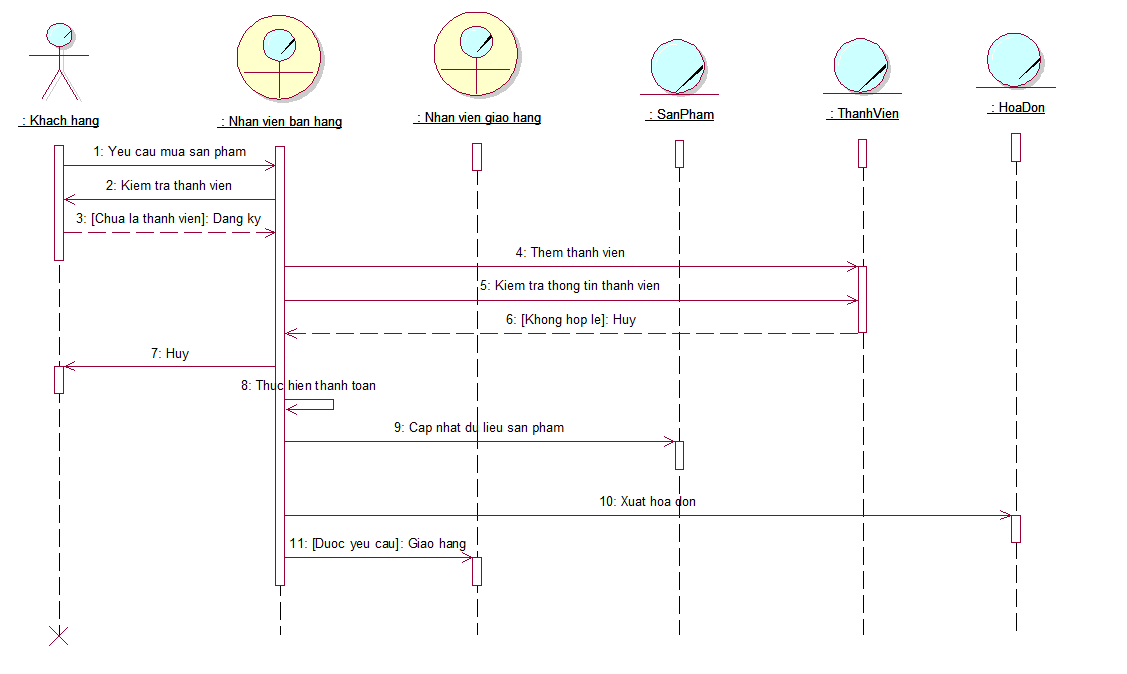 : Khach hang
: Nhan vien ban hang
: Nhan vien giao hang
: SanPham
: ThanhVien
: HoaDon
1: Yeu cau mua san pham
2: Kiem tra thanh vien
3: [Chua la thanh vien]: Dang ky
4: Them thanh vien
5: Kiem tra thong tin thanh vien
6: [Khong hop le]: Huy
7: Huy
8: Thuc hien thanh toan
9: Cap nhat du lieu san pham
10: Xuat hoa don
11: [Duoc yeu cau]: Giao hang